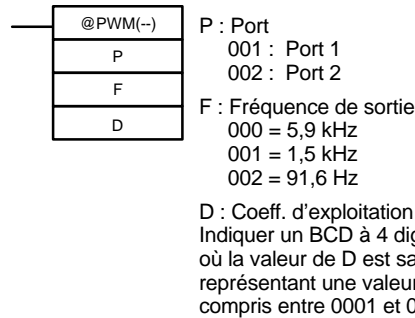 @PWM(--)
P
F
D
P : Port
001 : Port 1
002 : Port 2
F : Fréquence de sortie
000 = 5,9 kHz
001 = 1,5 kHz
002 = 91,6 Hz
D : Coeff. d’exploitation
Indiquer un BCD à 4
où la valeur de D est
représentant une
compris entre 0001 et